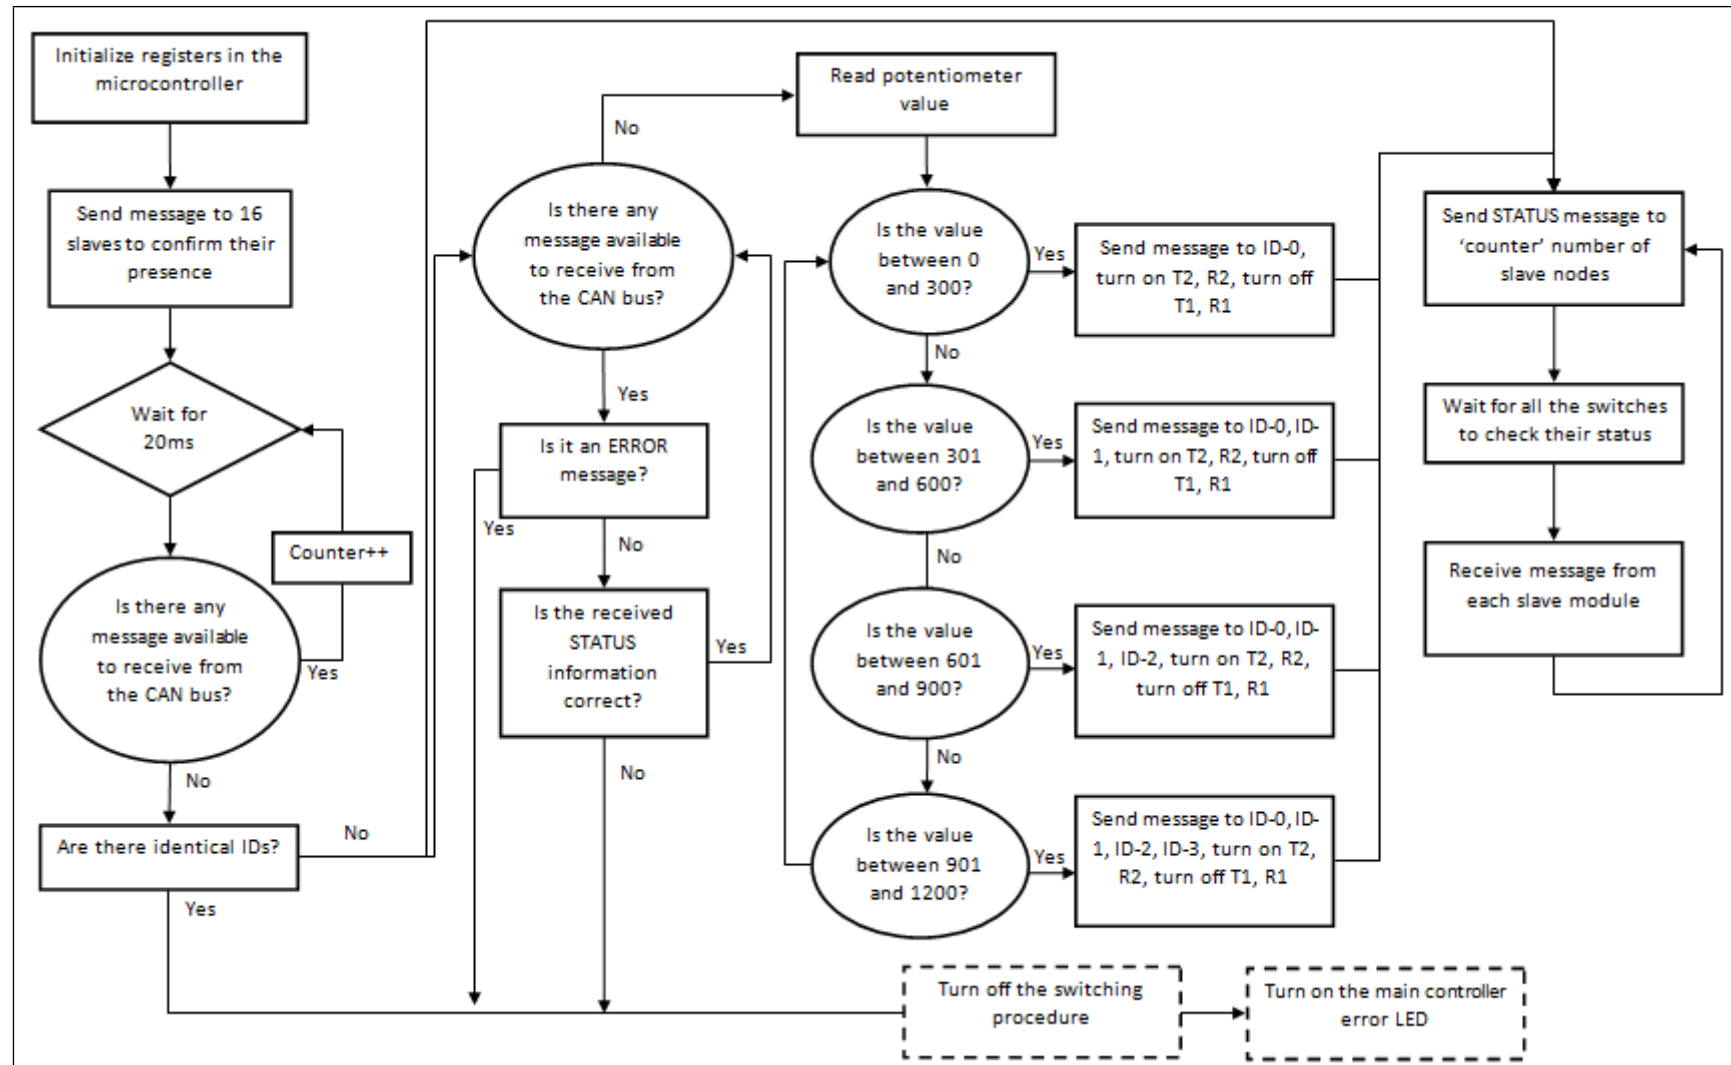 Initialize registers in the
microcontroller
Send message to 16
slaves to confirm their
presence
Wait for
20ms
Counter++
Is there any
message available
to receive from
the CAN bus?
Yes
No
Are there identical IDs?
No
Yes
No
Is there any
message available
to receive from
the CAN bus?
Yes
Is it an ERROR
message?
Yes
No
Is the received
STATUS
information
correct?
Yes
No
Read potentiometer
value
Is the value
between 0
and 300?
Yes
Send message to ID-0,
turn on T2, R2, turn off
T1, R1
No
Is the value
between 301
and 600?
Yes
Send message to ID-0, ID-
1, turn on T2, R2, turn off
T1, R1
No
Is the value
between 601
and 900?
Yes
Send message to ID-0, ID-
1, ID-2, turn on T2, R2,
turn off T1, R1
No
Is the value
between 901
and 1200?
Yes
Send message to ID-0, ID-
1, ID-2, ID-3, turn on T2,
R2, turn off T1, R1
Send STATUS message to
‘counter’ number of
slave nodes
Wait for all the switches
to check their status
Receive message from
each slave module
Turn off the switching
procedure
Turn on the main controller
error LED